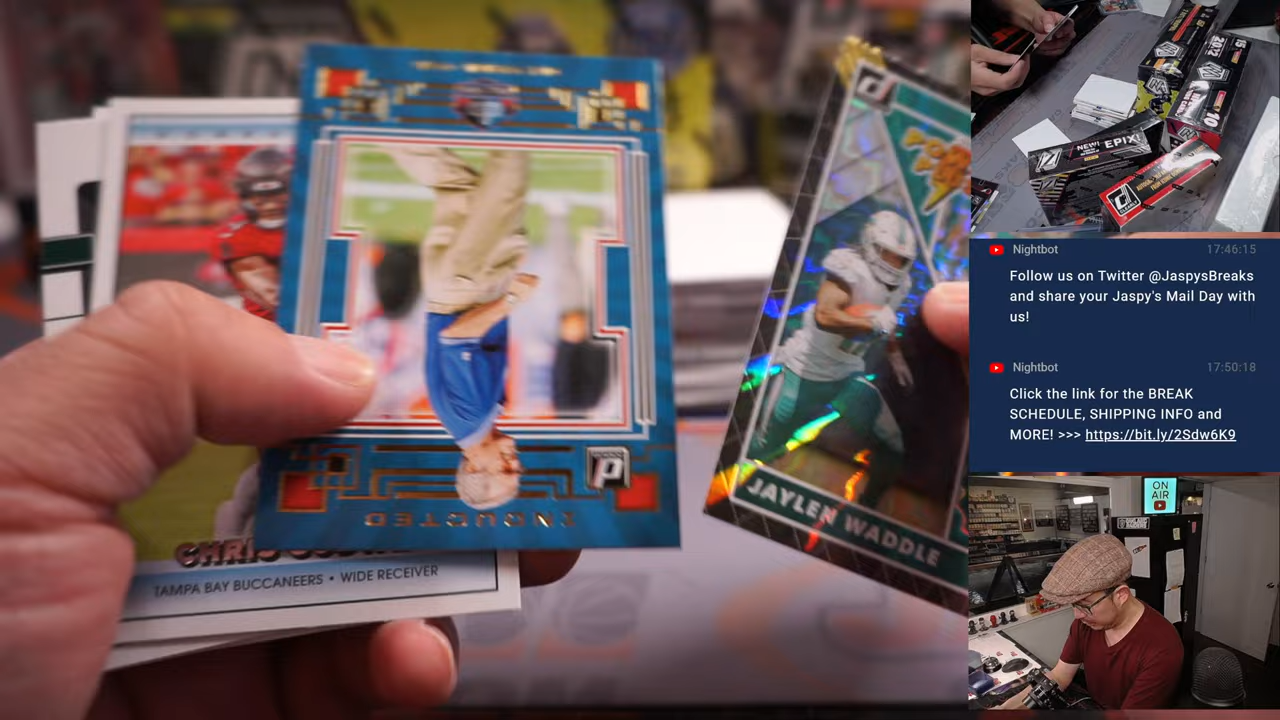 INDUCTED
CHRIS
TAMPA BAY BUCCANEERS • WIDE RECEIVER
JAYLEN WADDLE
NEW!
EPIX
Nightbot
17:46:15
Follow us on Twitter @JaspysBreaks
and share your Jaspy's Mail Day with
us!
Nightbot
17:50:18
Click the link for the BREAK
SCHEDULE, SHIPPING INFO and
MORE! >>> https://bit.ly/2Sdw6K9
ON
AIR